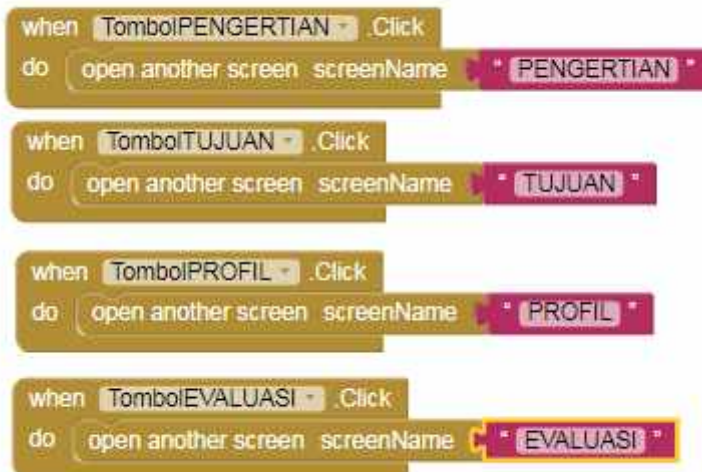 when TombolPENGERTIAN .Click
do open another screen screenName " PENGERTIAN "
when TombolTUJUAN .Click
do open another screen screenName " TUJUAN "
when TombolPROFIL .Click
do open another screen screenName " PROFIL "
when TombolEVALUASI .Click
do open another screen screenName " EVALUASI "